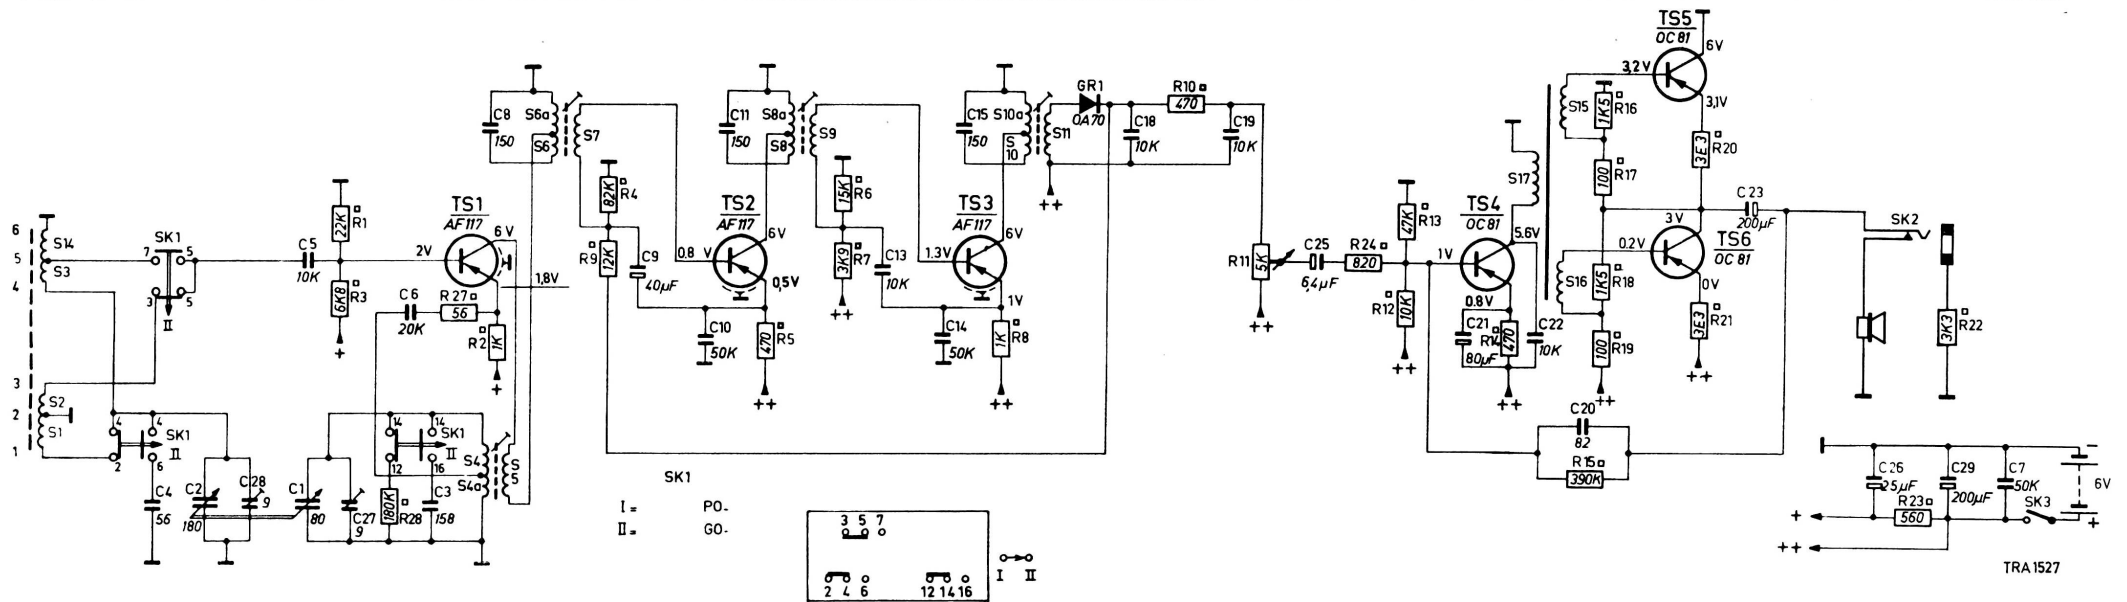 TS5
OC 81
6V
3,2V
3,1V
S15
1K5
R16
3E3
R20
100
R17
GR1
OA70
R10
470
C8
150
S6a
S6
S7
C11
150
S8a
S8
S9
C15
150
S10a
S
10
S11
C18
10K
C19
10K
82K
R4
15K
R6
S17
C 23
200µF
TS1
AF117
6 V
2V
TS2
AF117
6V
0,8 V
0,5V
TS3
AF117
6V
1.3V
1V
TS4
OC 81
5.6V
1V
0.8V
47K
R13
3V
0.2V
TS6
OC 81
0V
SK2
6
5
4
S14
S3
SK1
7
5
3
5
II
C 5
10K
22K
R1
6K8
R3
+
1,8V
C 6
20K
R 27
56
R2
1K
+
R9
12K
C9
40µF
3K9
R7
C13
10K
++
C10
50K
470
R5
++
C14
50K
1K
R8
++
++
R11
5K
++
C25
6,4µF
R24
820
R12
10K
++
C21
80µF
R14
470
C22
10K
++
S16
1K5
R18
100
R19
++
3E3
R21
++
3K3
R22
3
2
1
S2
S1
4
4
SK1
II
2
6
C4
56
C2
180
C28
9
C1
80
C27
9
14
14
SK1
II
12
16
180K
R28
C3
158
S4
S4a
S
5
C20
82
R15
390K
SK1
I = PO-
II = GO-
3 5 7
2 4 6
12 14 16
I II
C26
25µF
C29
200µF
C7
50K
SK3
-
6V
+
R23
560
+
++
TRA 1527